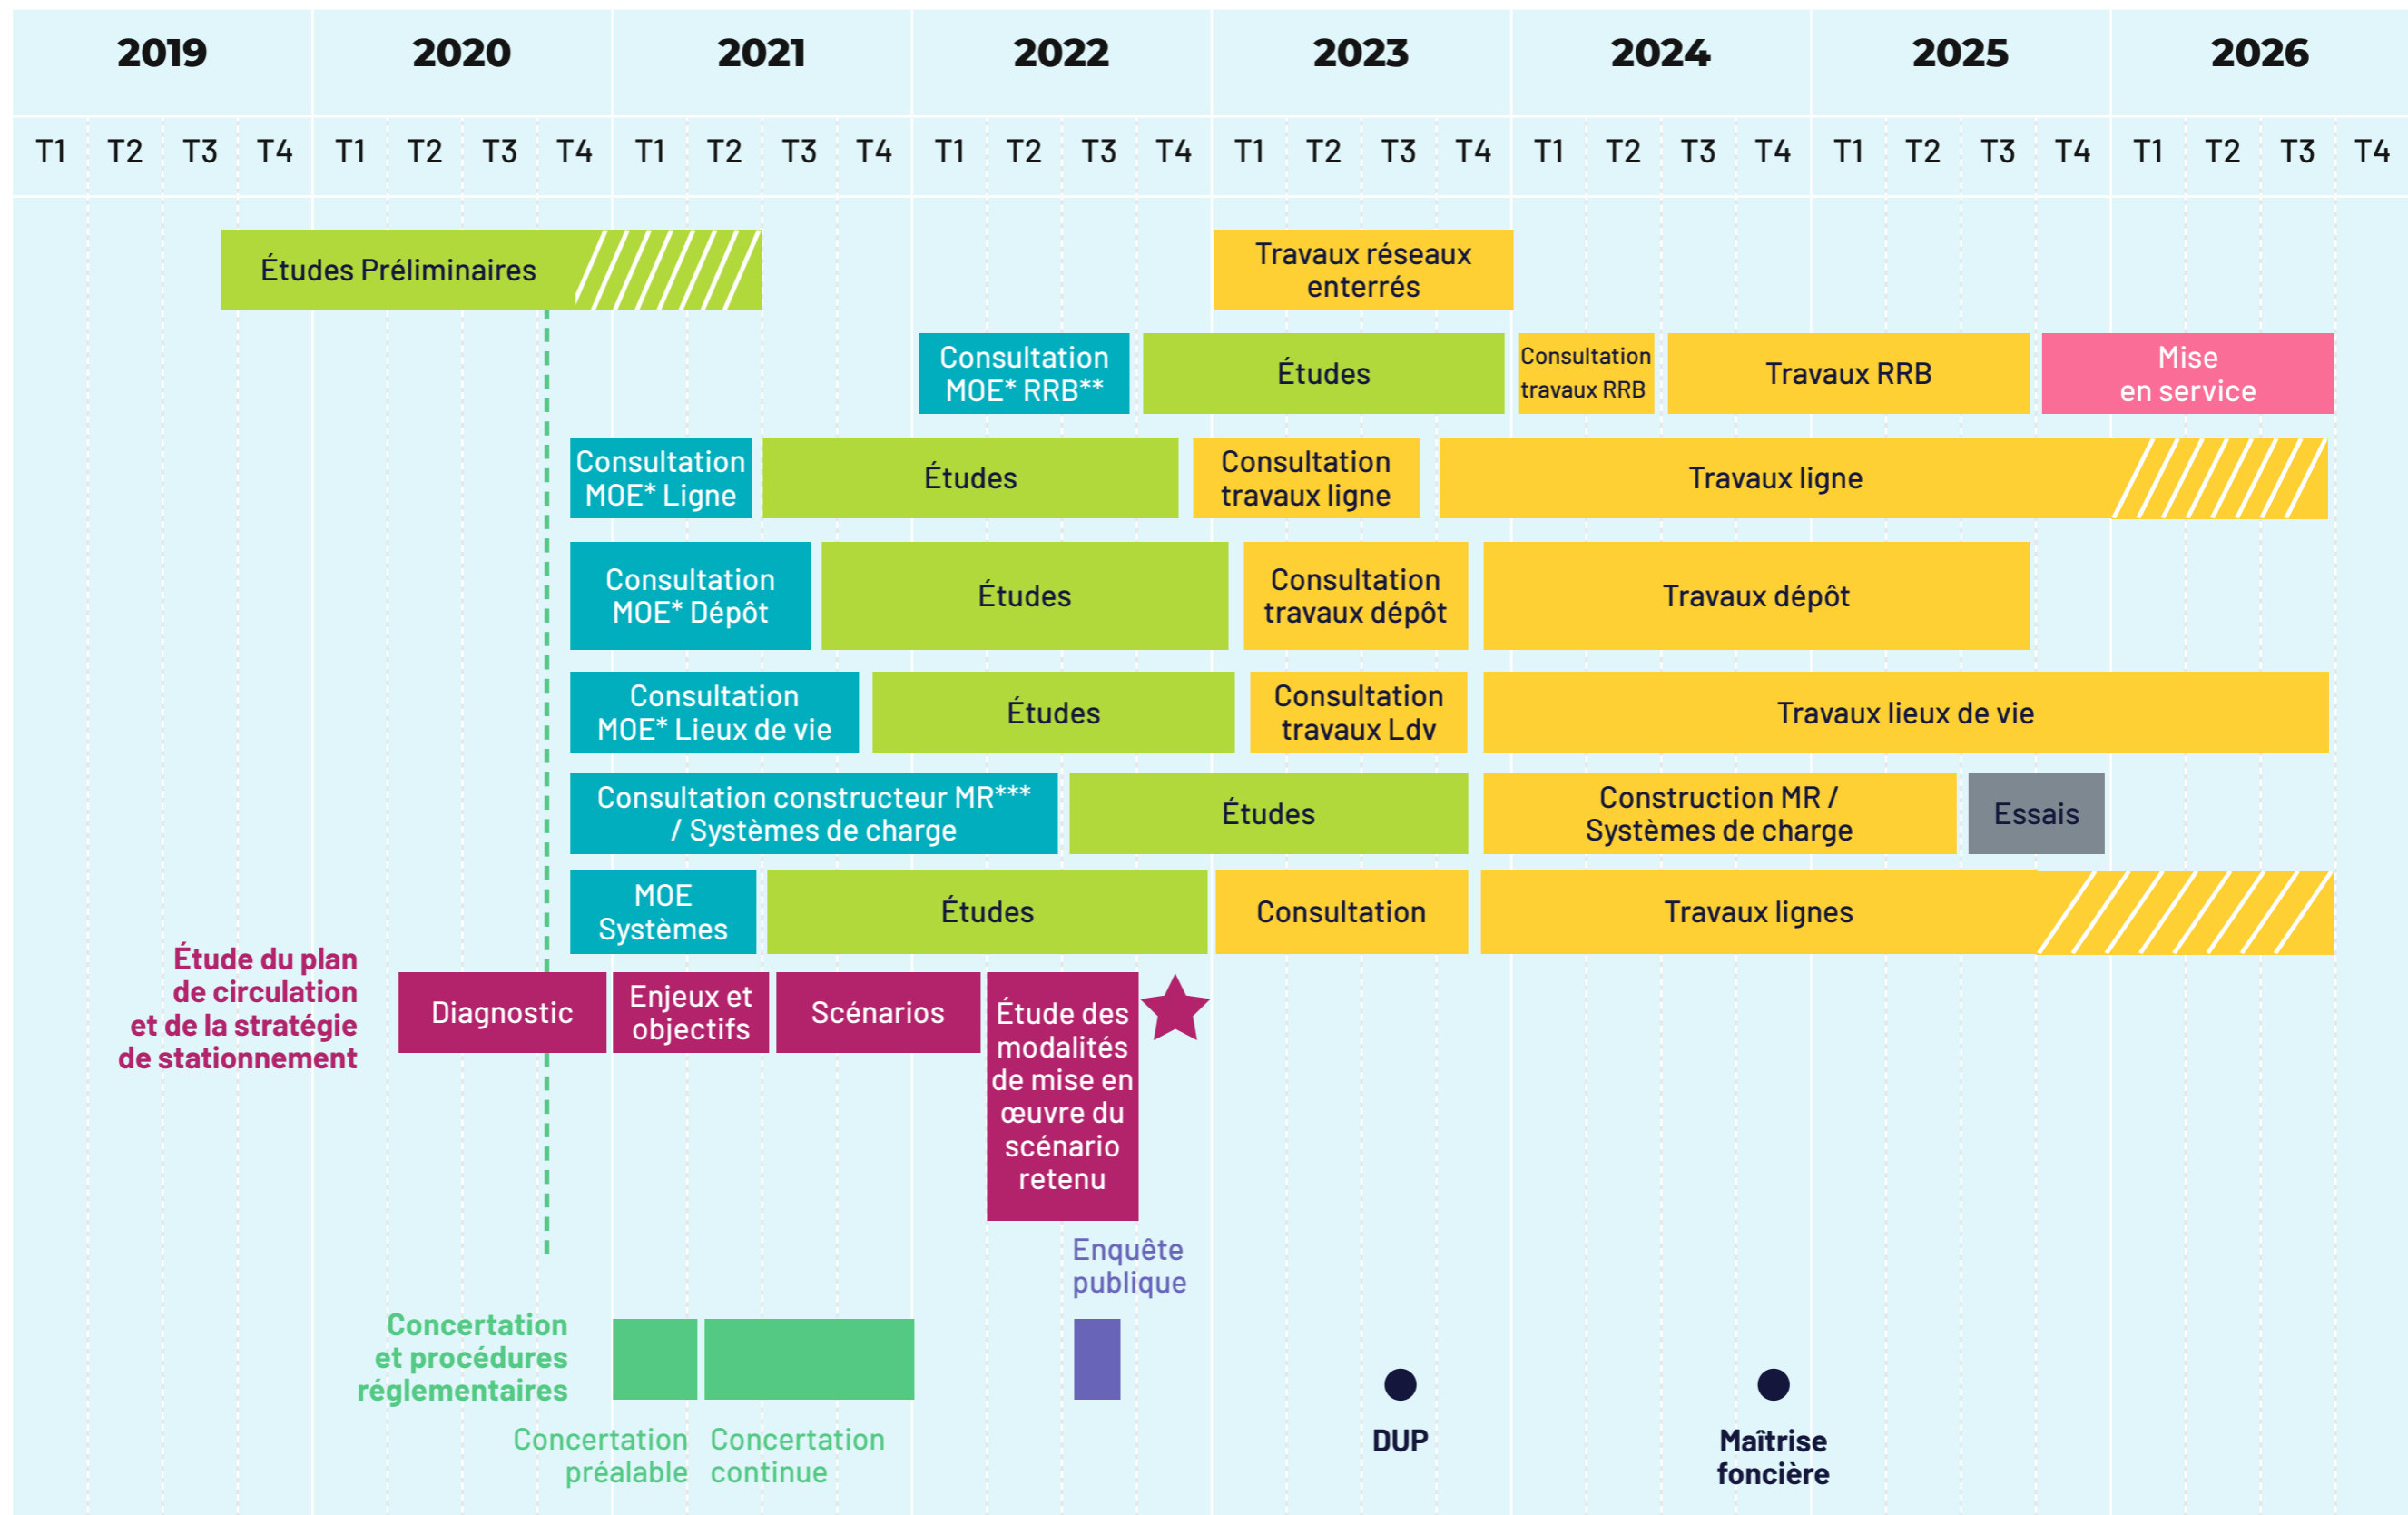 2019 2020 2021 2022 2023 2024 2025 2026
T1 T2 T3 T4 T1 T2 T3 T4 T1 T2 T3 T4 T1 T2 T3 T4 T1 T2 T3 T4 T1 T2 T3 T4 T1 T2 T3 T4 T1 T2 T3 T4
Études Préliminaires
Travaux réseaux
enterrés
Consultation
MOE* RRB**
Études
Consultation
travaux RRB
Travaux RRB
Mise
en service
Consultation
MOE* Ligne
Études
Consultation
travaux ligne
Travaux ligne
Consultation
MOE* Dépôt
Études
Consultation
travaux dépôt
Travaux dépôt
Consultation
MOE* Lieux de vie
Études
Consultation
travaux Ldv
Travaux lieux de vie
Consultation constructeur MR***
/ Systèmes de charge
Études
Construction MR /
Systèmes de charge
Essais
MOE
Systèmes
Études
Consultation
Travaux lignes
Étude du plan
de circulation
et de la stratégie
de stationnement
Diagnostic
Enjeux et
objectifs
Scénarios
Étude des
modalités
de mise en
œuvre du
scénario
retenu
Enquête
publique
Concertation
et procédures
réglementaires
Concertation
préalable
Concertation
continue
DUP
Maîtrise
foncière